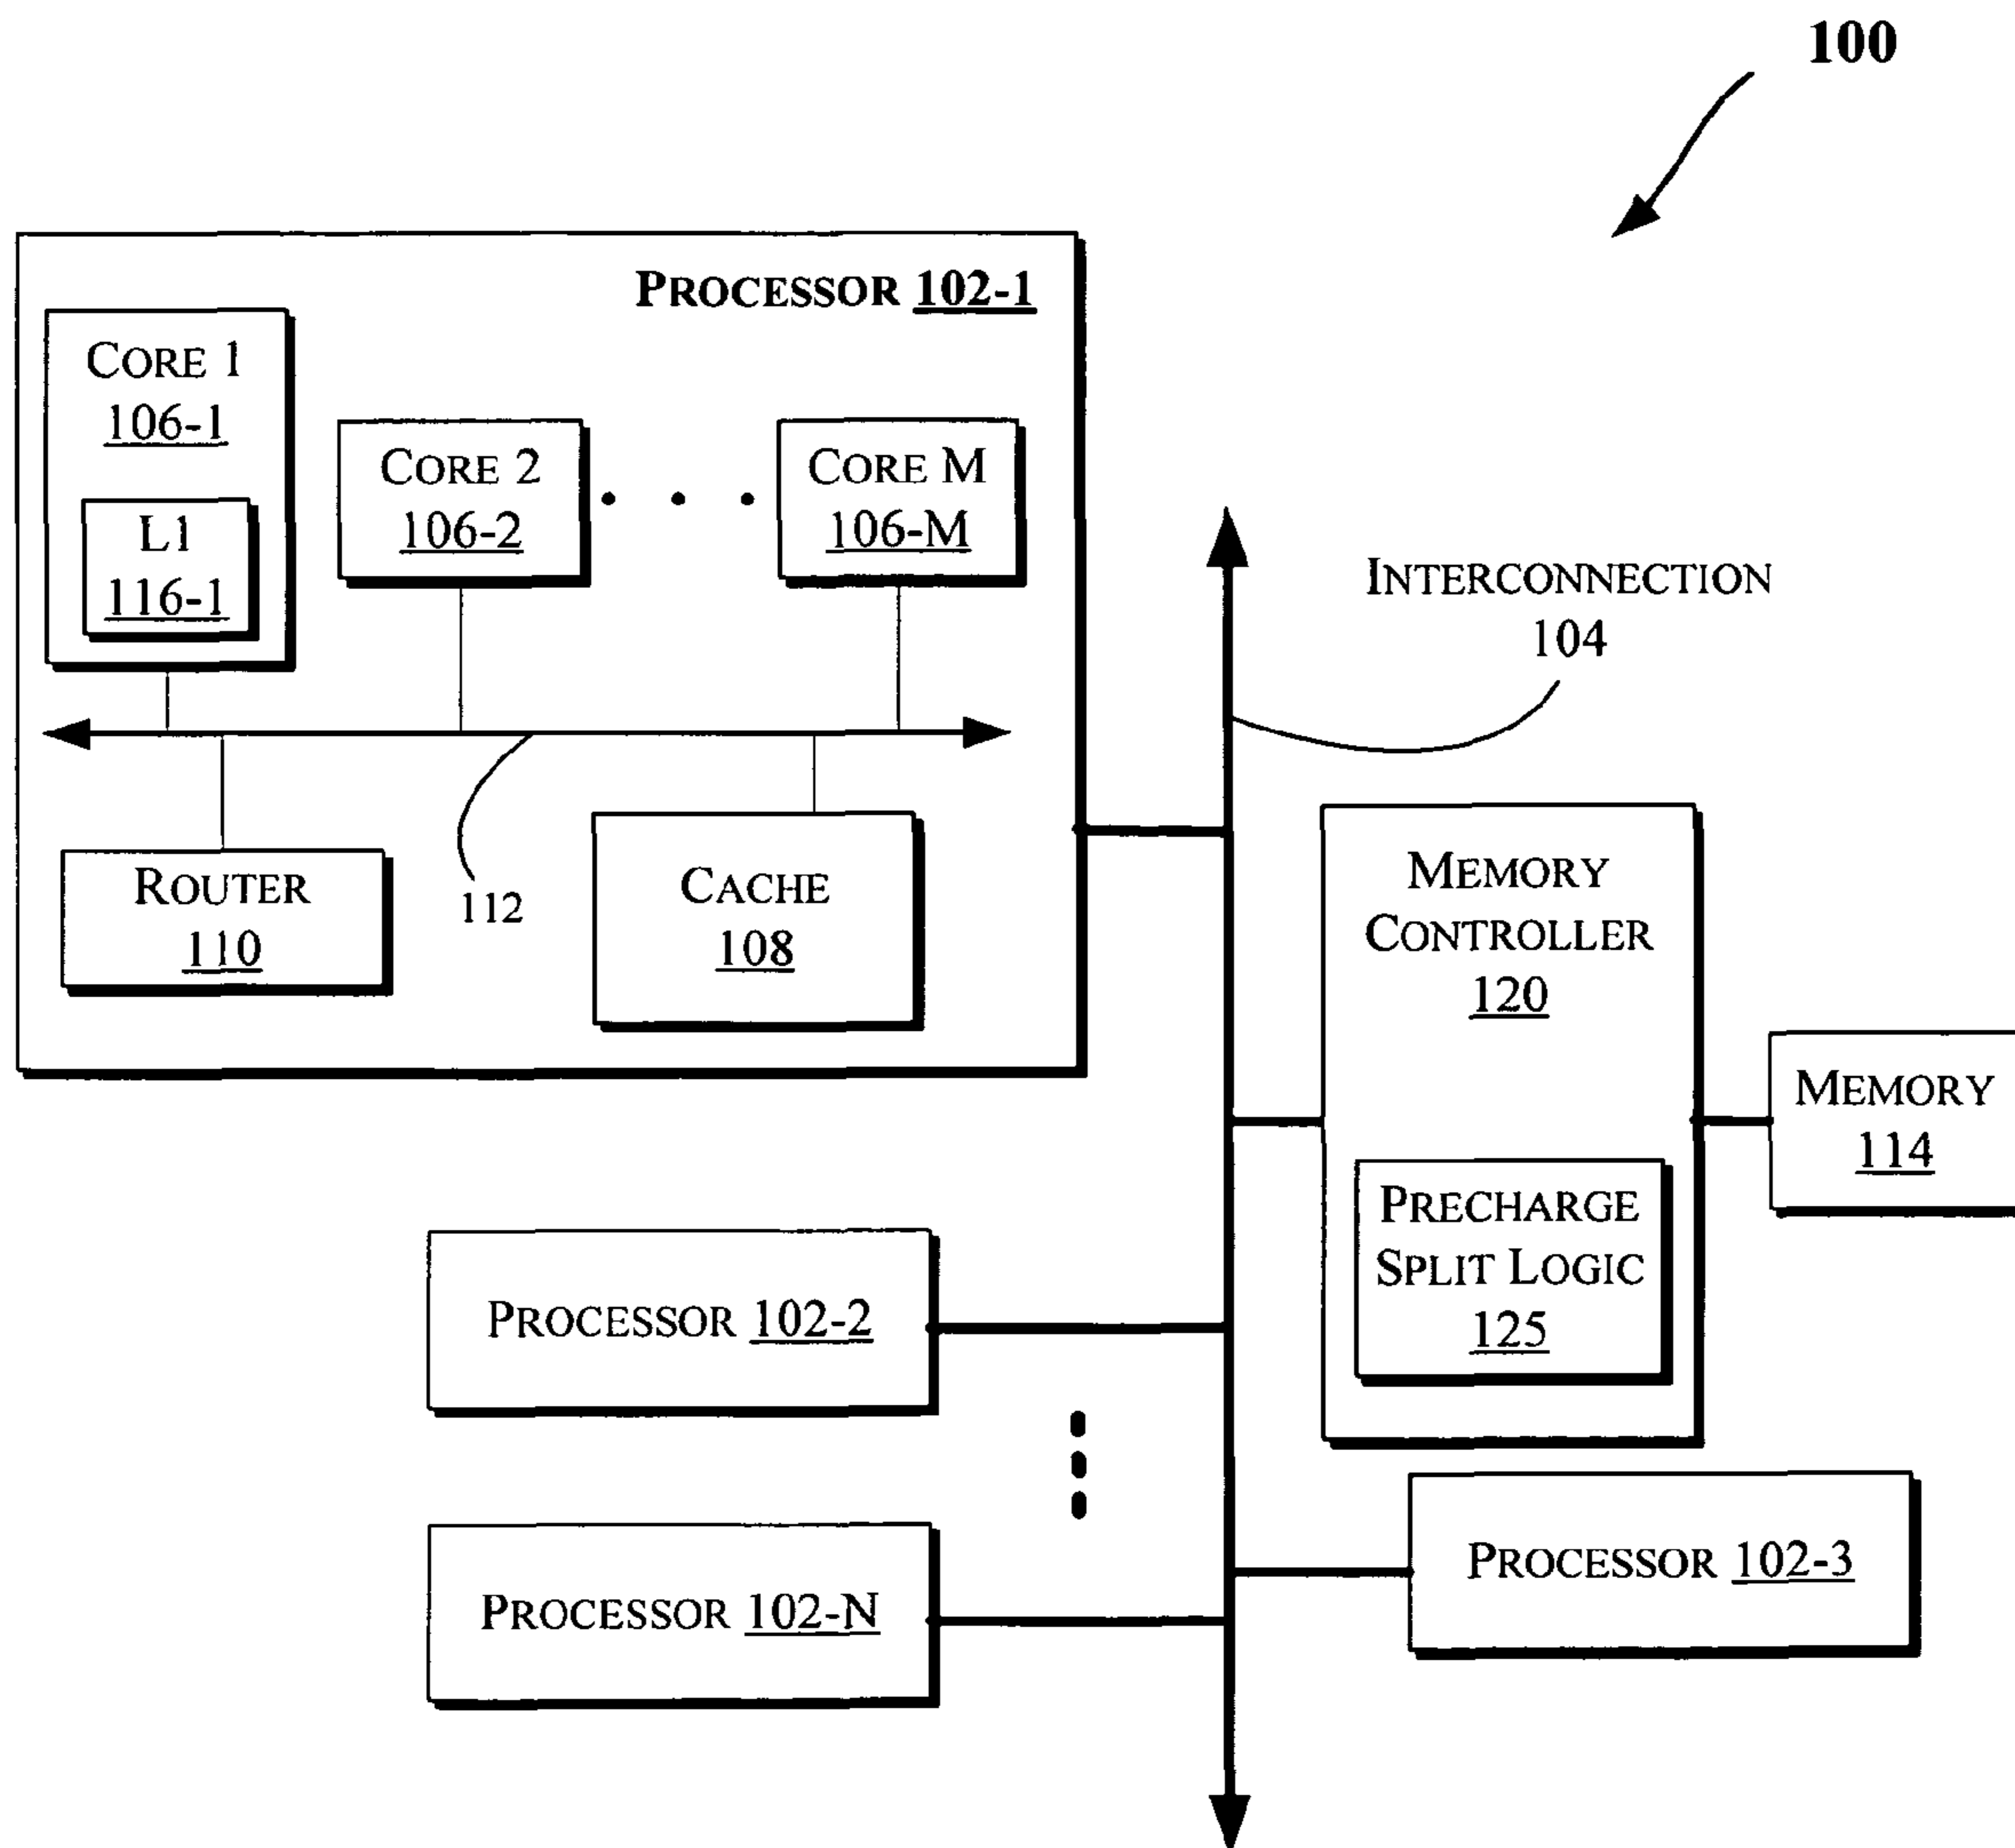 100
PROCESSOR 102-1
CORE 1
106-1
L1
116-1
CORE 2
106-2
CORE M
106-M
INTERCONNECTION
104
ROUTER
110
112
CACHE
108
MEMORY
CONTROLLER
120
PRECHARGE
SPLIT LOGIC
125
MEMORY
114
PROCESSOR 102-2
PROCESSOR 102-N
PROCESSOR 102-3